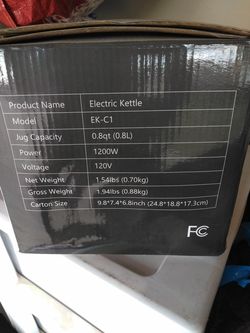 Product Name Electric Kettle
Model EK-C1
Jug Capacity 0.8qt (0.8L)
Power 1200W
Voltage 120V
Net Weight 1.54lbs (0.70kg)
Gross Weight 1.94lbs (0.88kg)
Carton Size 9.8*7.4*6.8inch (24.8*18.8*17.3cm)
FC